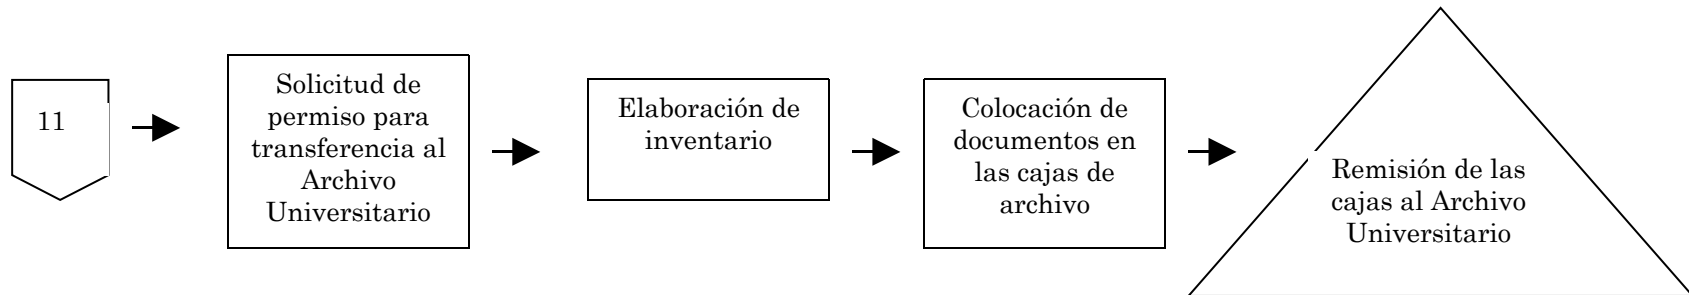 11
Solicitud de
permiso para
transferencia al
Archivo
Universitario
Elaboración de
inventario
Colocación de
documentos en
las cajas de
archivo
Remisión de las
cajas al Archivo
Universitario